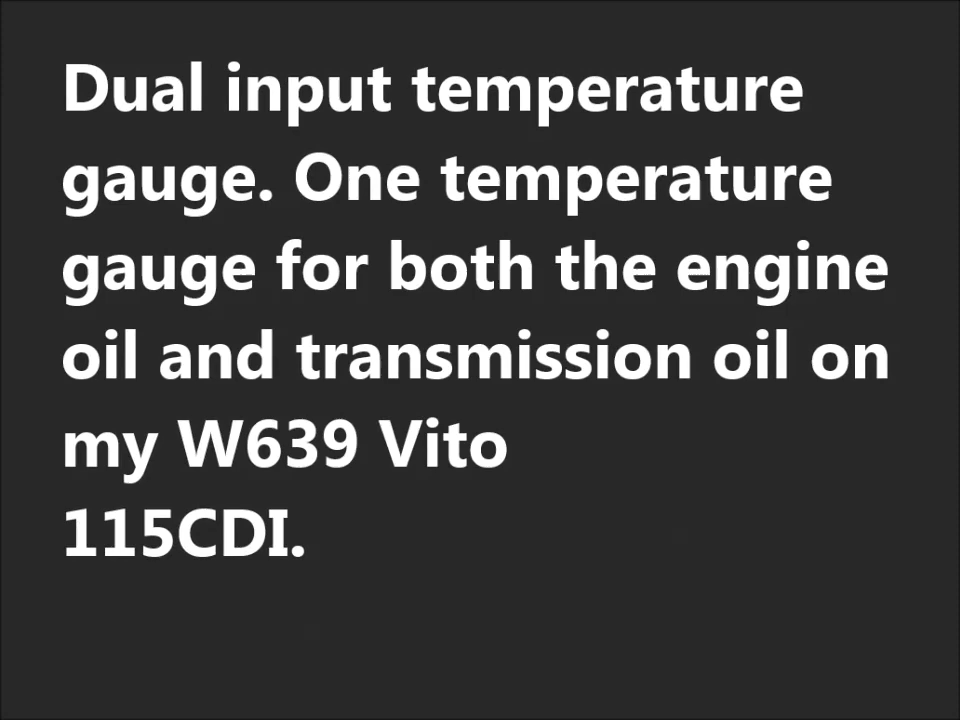 Dual input temperature
gauge. One temperature
gauge for both the engine
oil and transmission oil on
my W639 Vito
115CDI.